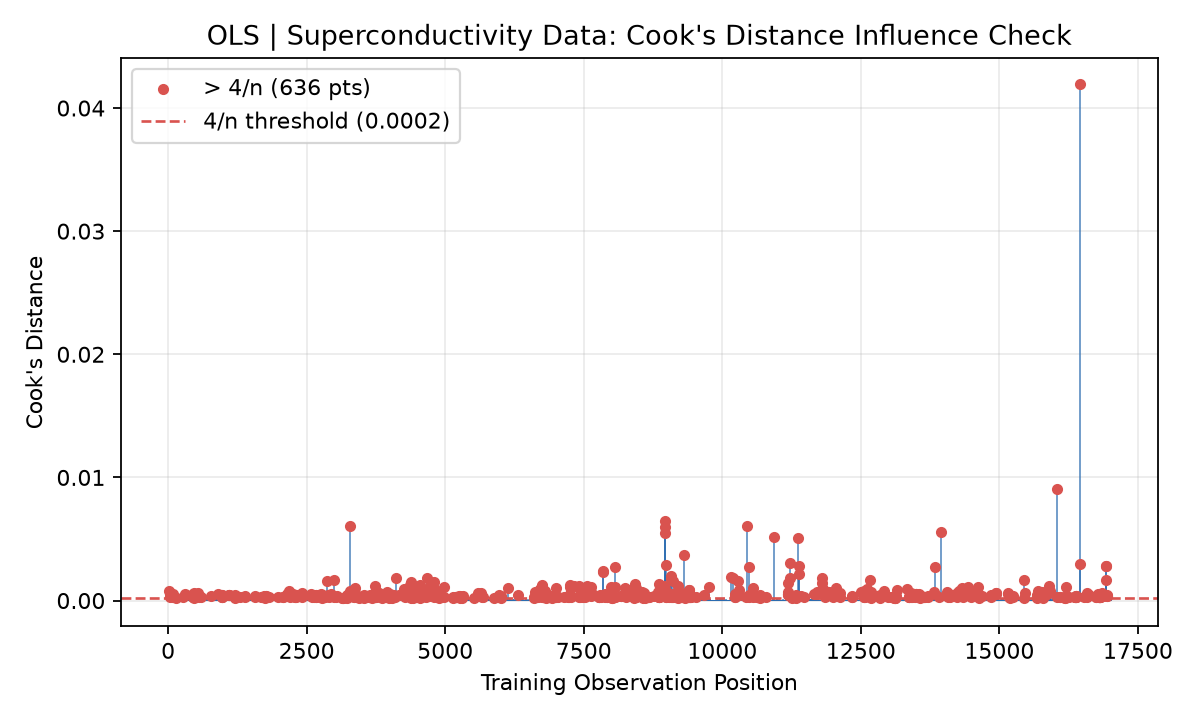 OLS | Superconductivity Data: Cook's Distance Influence Check
> 4/n (636 pts)
4/n threshold (0.0002)
Cook's Distance
0.04
0.03
0.02
0.01
0.00
0 2500 5000 7500 10000 12500 15000 17500
Training Observation Position